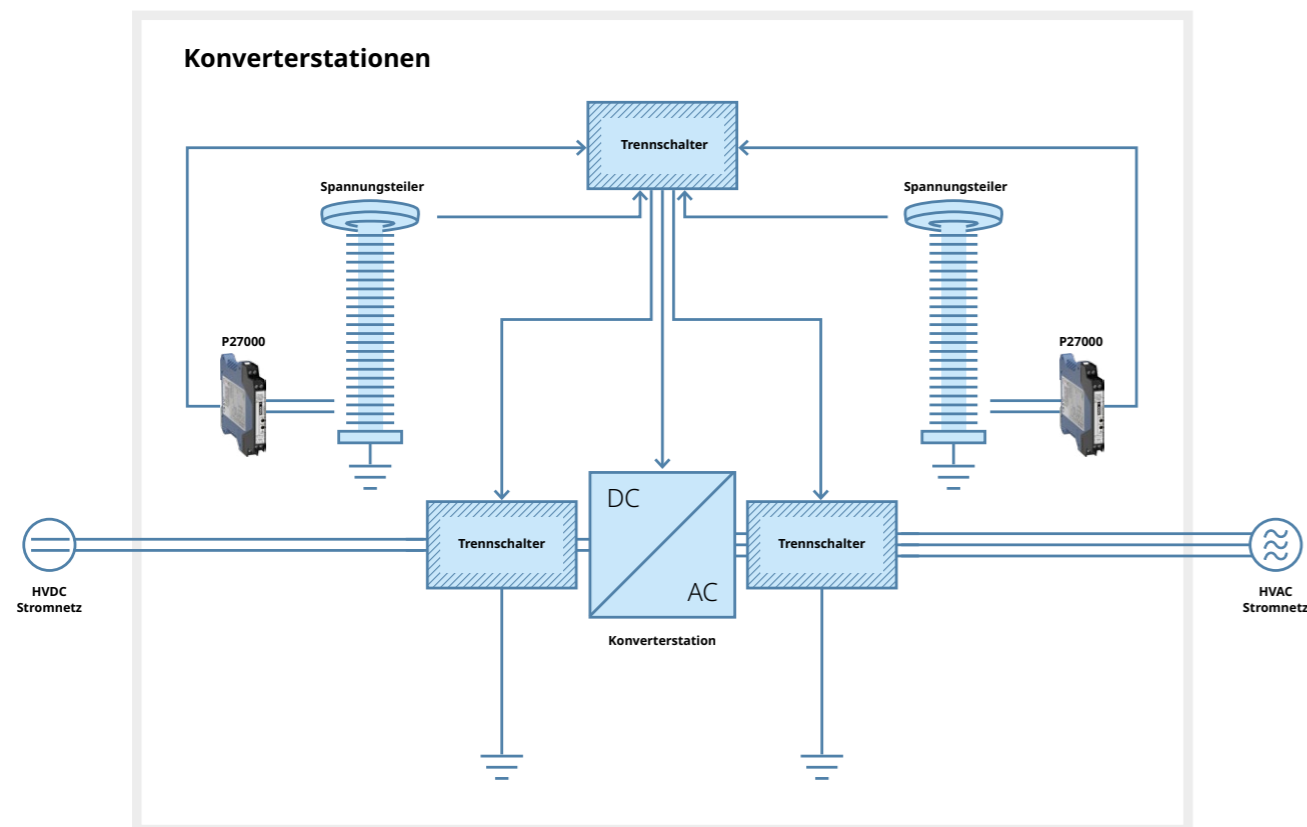 Konverterstationen
Trennschalter
Spannungsteiler
Spannungsteiler
P27000
P27000
DC
AC
Trennschalter
Trennschalter
HVDC
Stromnetz
HVAC
Stromnetz
Konverterstation